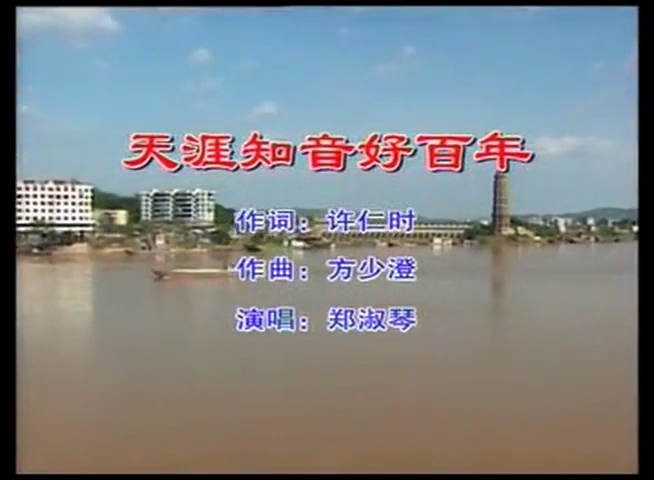 天涯知音好百年
作词：许仁时
作曲：方少澄
演唱：郑淑琴